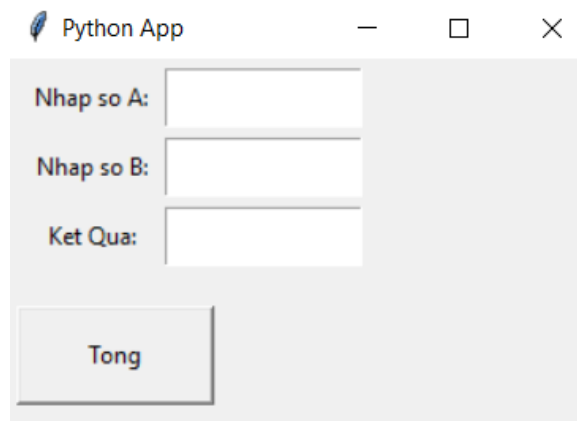 Python App
Nhap so A:
Nhap so B:
Ket Qua:
Tong